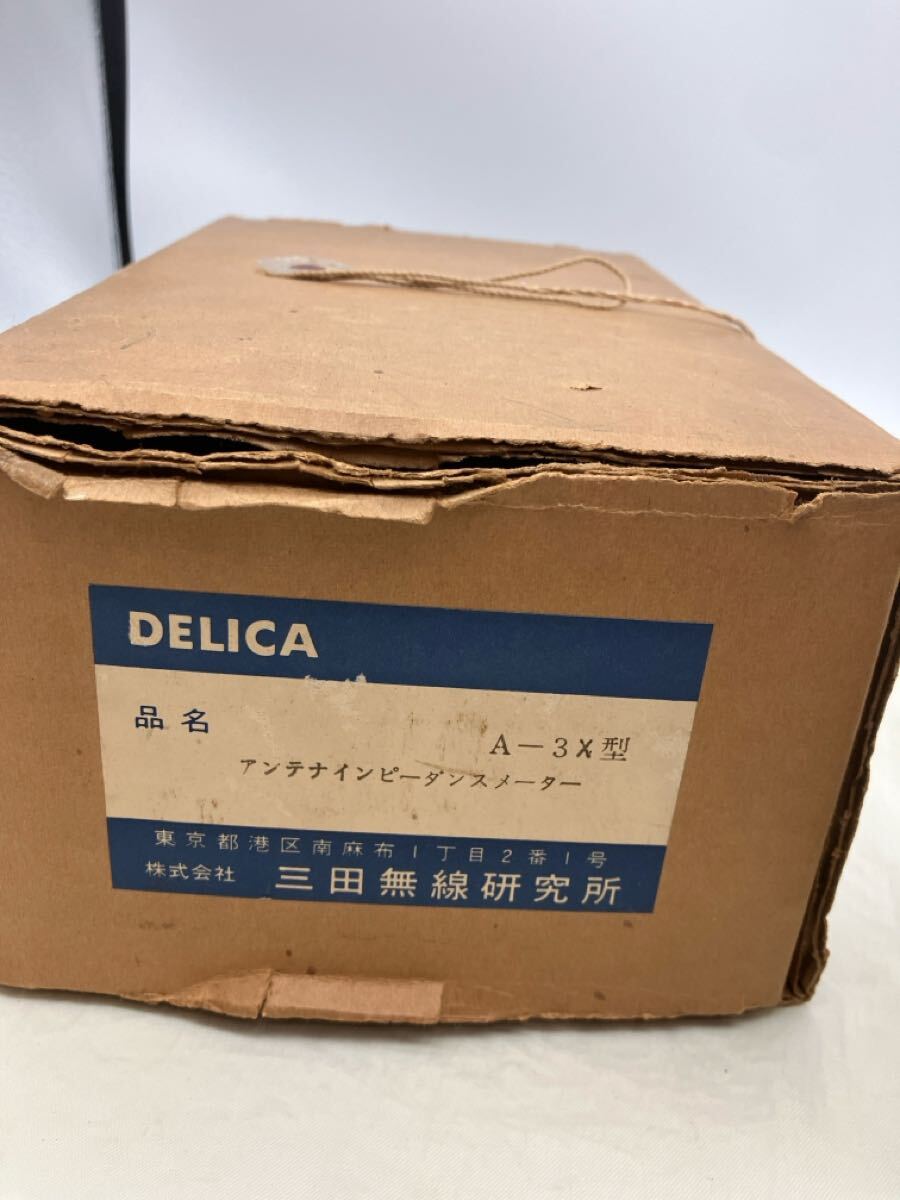 DELICA
品名
A-3X型
アンテナインピーダンスメーター
東京都港区南麻布1丁目2番1号
株式会社 三田無線研究所